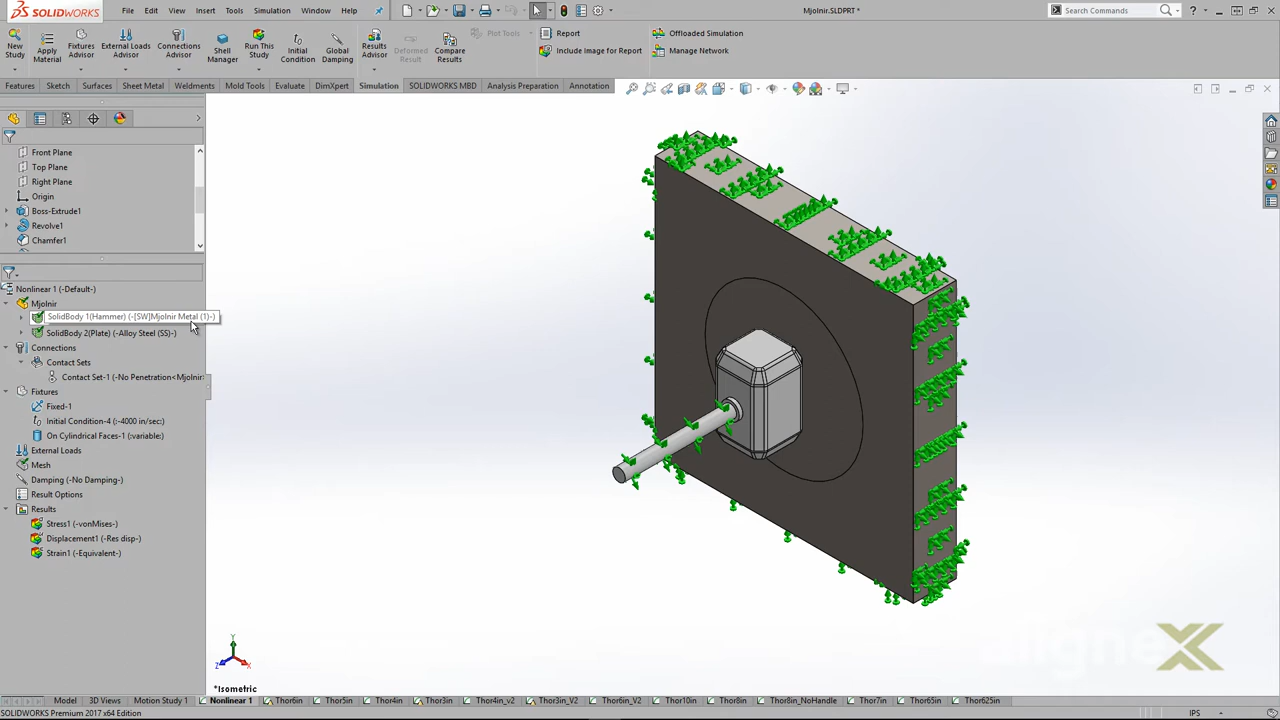 SOLIDWORKS
File Edit View Insert Tools Simulation Window Help
Mjolnir.SLDPRT *
Search Commands
New Study
Apply Material
Fixtures Advisor
External Loads Advisor
Connections Advisor
Shell Manager
Run This Study
Initial Condition
Global Damping
Results Advisor
Deformed Result
Compare Results
Plot Tools
Report
Include Image for Report
Offloaded Simulation
Manage Network
Features Sketch Surfaces Sheet Metal Weldments Mold Tools Evaluate DimXpert Simulation SOLIDWORKS MBD Analysis Preparation Annotation
Front Plane
Top Plane
Right Plane
Origin
Boss-Extrude1
Revolve1
Chamfer1
Nonlinear 1 (-Default-)
Mjolnir
SolidBody 1(Hammer) (-[SW]Mjolnir Metal (1)-)
SolidBody 2(Plate) (-Alloy Steel (SS)-)
Connections
Contact Sets
Contact Set-1 (-No Penetration<Mjolnir
Fixtures
Fixed-1
Initial Condition-4 (:-4000 in/sec:)
On Cylindrical Faces-1 (:variable:)
External Loads
Mesh
Damping (-No Damping-)
Result Options
Results
Stress1 (-vonMises-)
Displacement1 (-Res disp-)
Strain1 (-Equivalent-)
Y
Z
X
*Isometric
alignex
Model 3D Views Motion Study 1 Nonlinear 1 Thor6in Thor5in Thor4in Thor3in Thor4in_v2 Thor3in_V2 Thor6in_V2 Thor10in Thor8in Thor8in_NoHandle Thor7in Thor65in Thor625in
SOLIDWORKS Premium 2017 x64 Edition
IPS